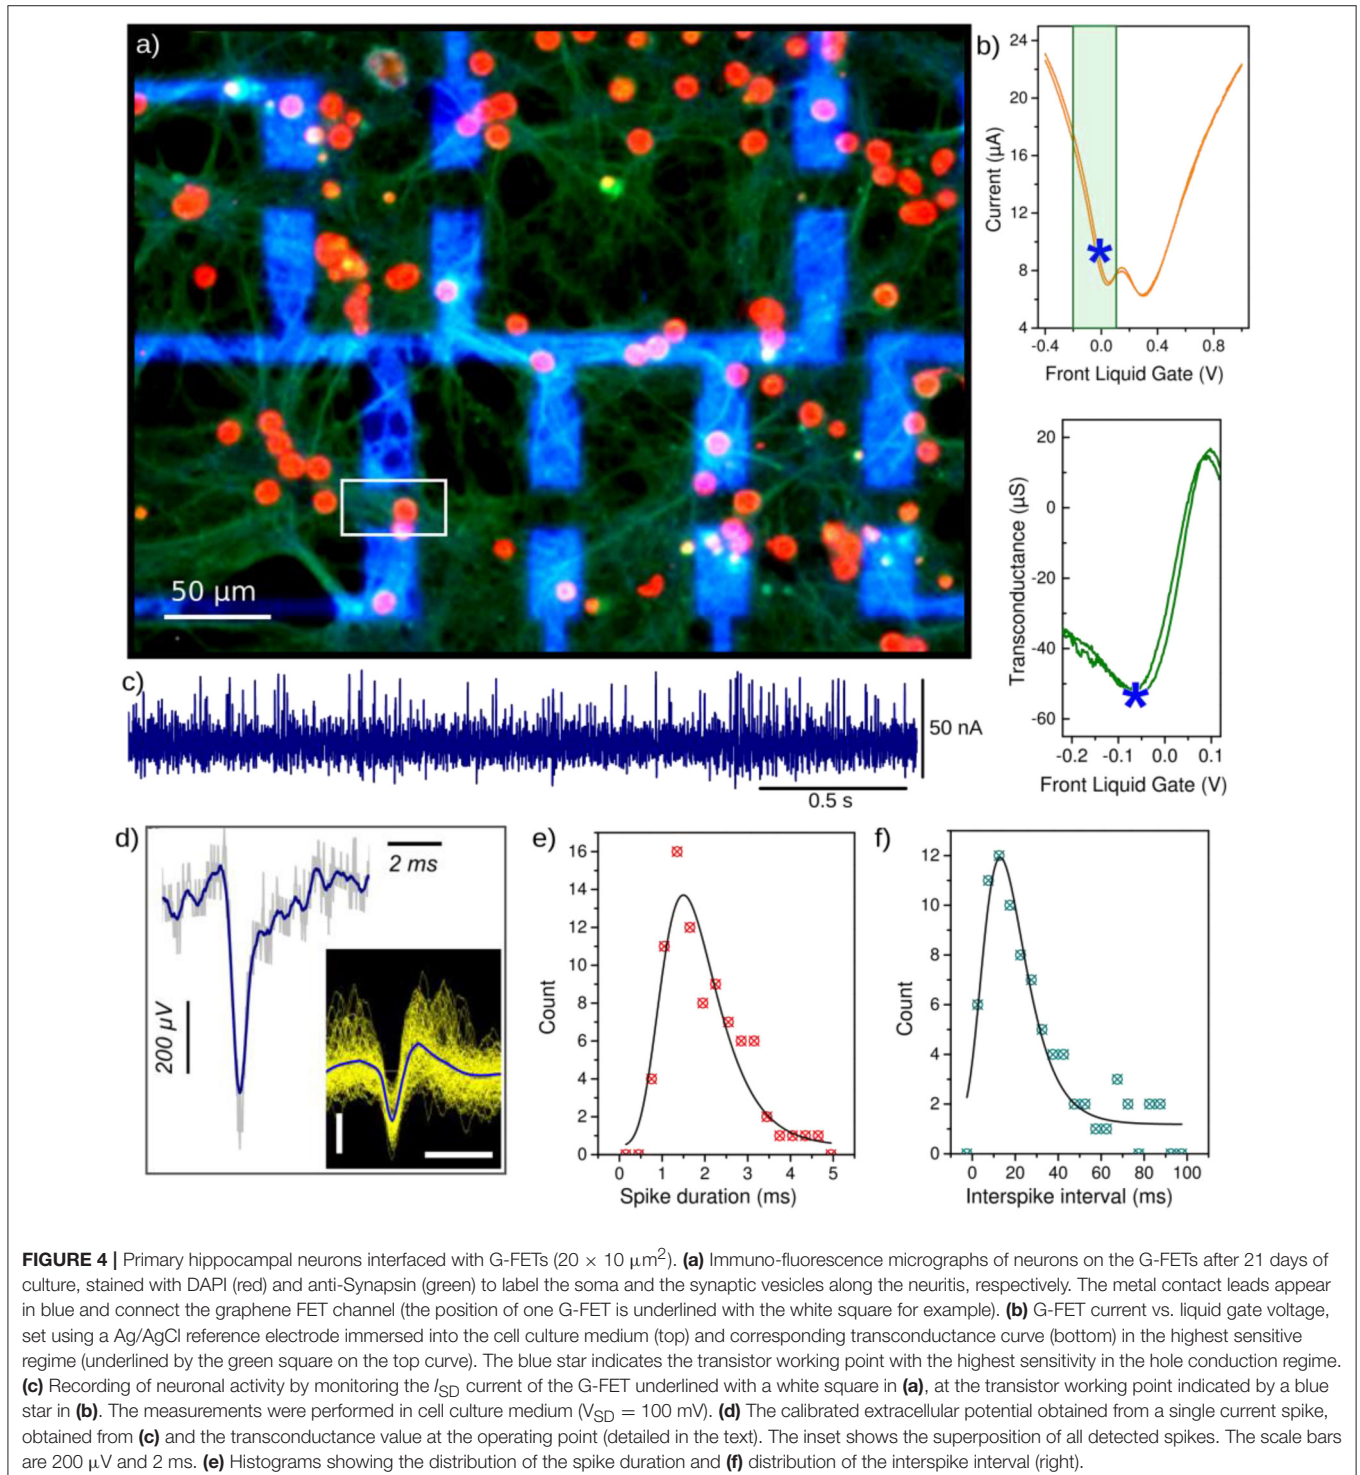 a)
50 μm
b)
24
20
16
12
8
4
Current (μA)
-0.4 0.0 0.4 0.8
Front Liquid Gate (V)
20
0
-20
-40
-60
Transconductance (μS)
-0.2 -0.1 0.0 0.1
Front Liquid Gate (V)
c)
50 nA
0.5 s
d)
2 ms
200 μV
e)
16
14
12
10
8
6
4
2
0
Count
0 1 2 3 4 5
Spike duration (ms)
f)
12
10
8
6
4
2
0
Count
0 20 40 60 80 100
Interspike interval (ms)
FIGURE 4 | Primary hippocampal neurons interfaced with G-FETs (20 × 10 μm²). (a) Immuno-fluorescence micrographs of neurons on the G-FETs after 21 days of
culture, stained with DAPI (red) and anti-Synapsin (green) to label the soma and the synaptic vesicles along the neuritis, respectively. The metal contact leads appear
in blue and connect the graphene FET channel (the position of one G-FET is underlined with the white square for example). (b) G-FET current vs. liquid gate voltage,
set using a Ag/AgCl reference electrode immersed into the cell culture medium (top) and corresponding transconductance curve (bottom) in the highest sensitive
regime (underlined by the green square on the top curve). The blue star indicates the transistor working point with the highest sensitivity in the hole conduction regime.
(c) Recording of neuronal activity by monitoring the I_SD current of the G-FET underlined with a white square in (a), at the transistor working point indicated by a blue
star in (b). The measurements were performed in cell culture medium (V_SD = 100 mV). (d) The calibrated extracellular potential obtained from a single current spike,
obtained from (c) and the transconductance value at the operating point (detailed in the text). The inset shows the superposition of all detected spikes. The scale bars
are 200 μV and 2 ms. (e) Histograms showing the distribution of the spike duration and (f) distribution of the interspike interval (right).